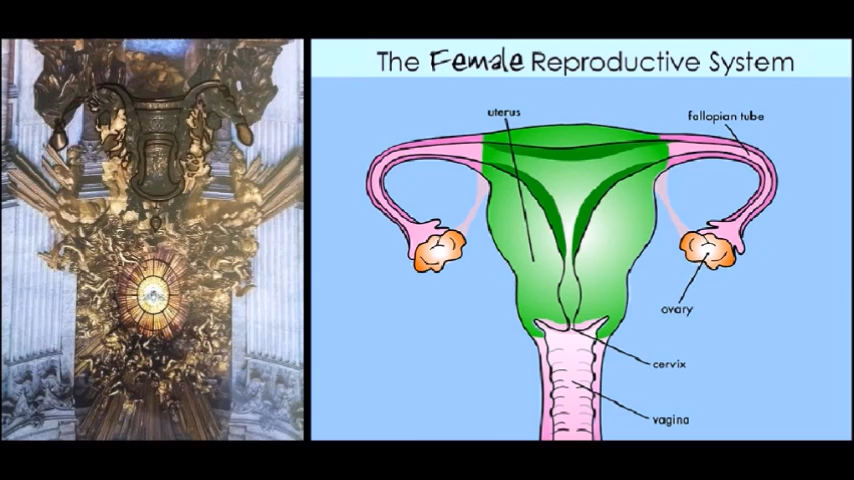 The Female Reproductive System
uterus
fallopian tube
ovary
cervix
vagina